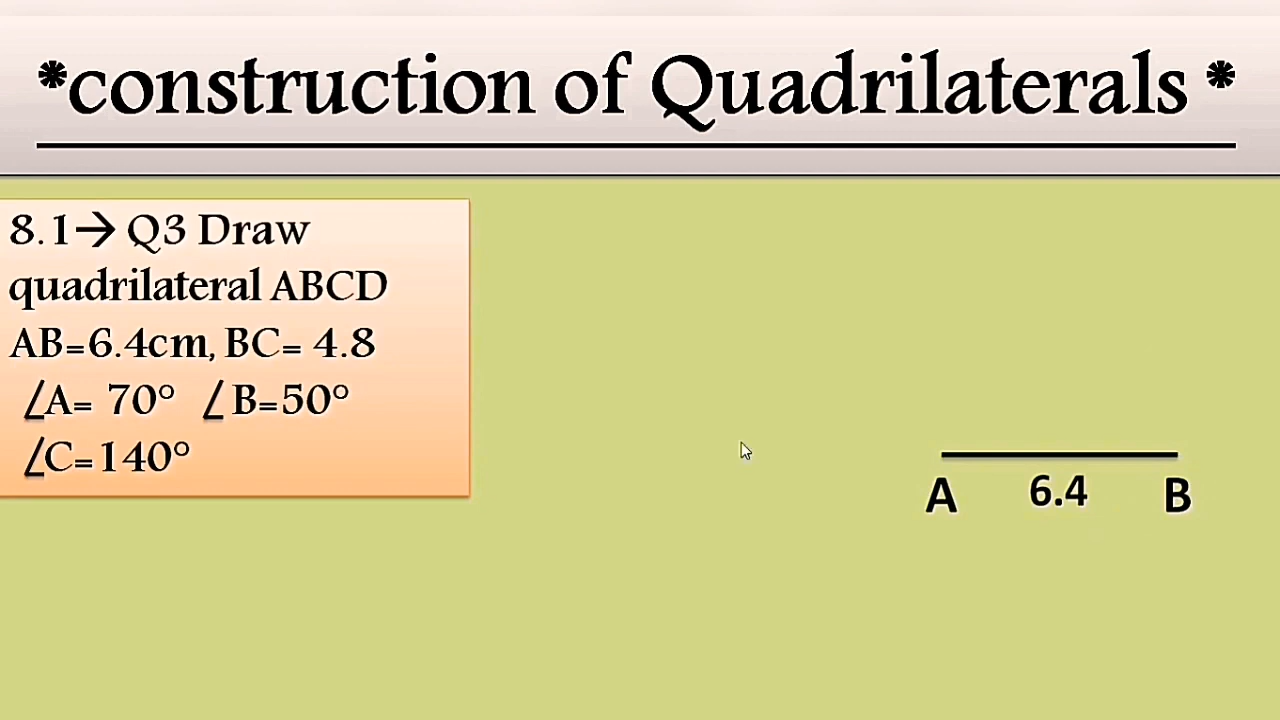 *construction of Quadrilaterals *
8.1→ Q3 Draw
quadrilateral ABCD
AB=6.4cm, BC= 4.8
∠A= 70° ∠B=50°
∠C=140°
A 6.4 B